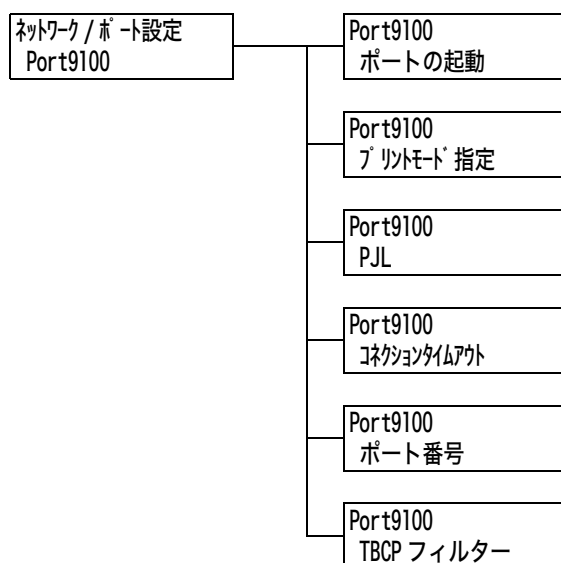 ﾈｯﾄﾜｰｸ / ﾎﾟｰﾄ設定
Port9100
Port9100
ポートの起動
Port9100
ﾌﾟﾘﾝﾄﾓｰﾄﾞ指定
Port9100
PJL
Port9100
ｺﾈｸｼｮﾝﾀｲﾑｱｳﾄ
Port9100
ポート番号
Port9100
TBCP フィルター